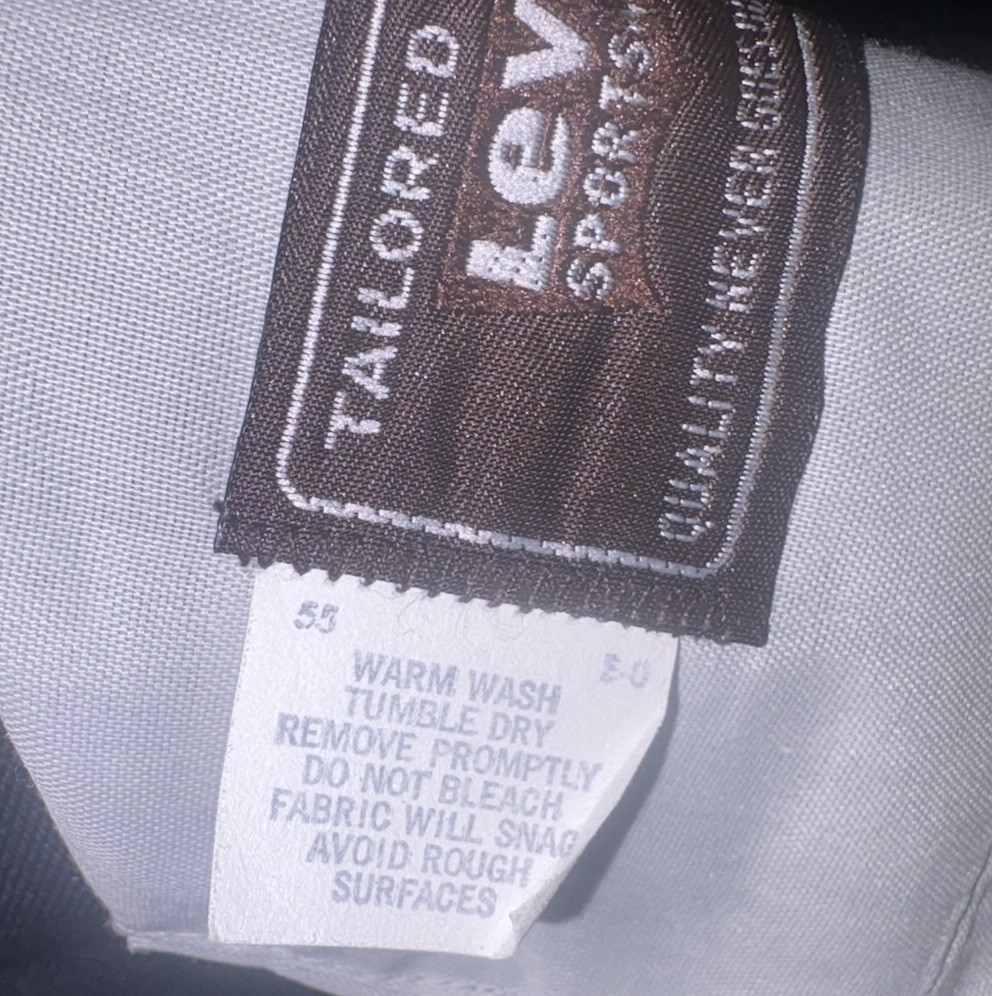 TAILORED
Lev
SPORTS
QUALITY NEVER GOES
55
E-0
WARM WASH
TUMBLE DRY
REMOVE PROMPTLY
DO NOT BLEACH
FABRIC WILL SNAG
AVOID ROUGH
SURFACES